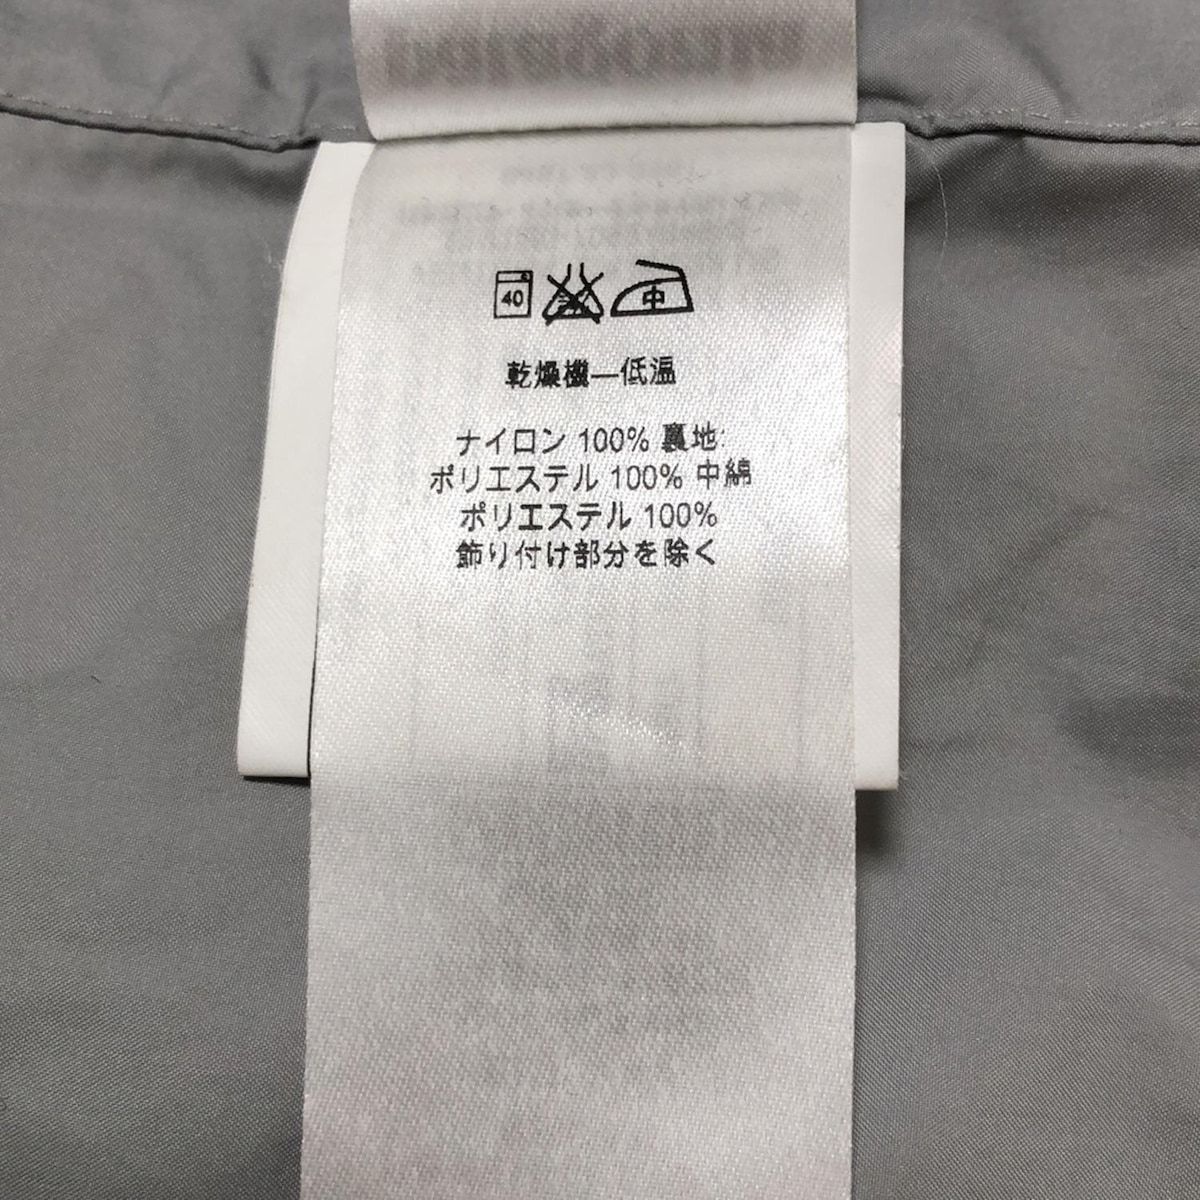 40 中
乾燥機—低温
ナイロン 100% 裏地:
ポリエステル 100% 中綿
ポリエステル 100%
飾り付け部分を除く